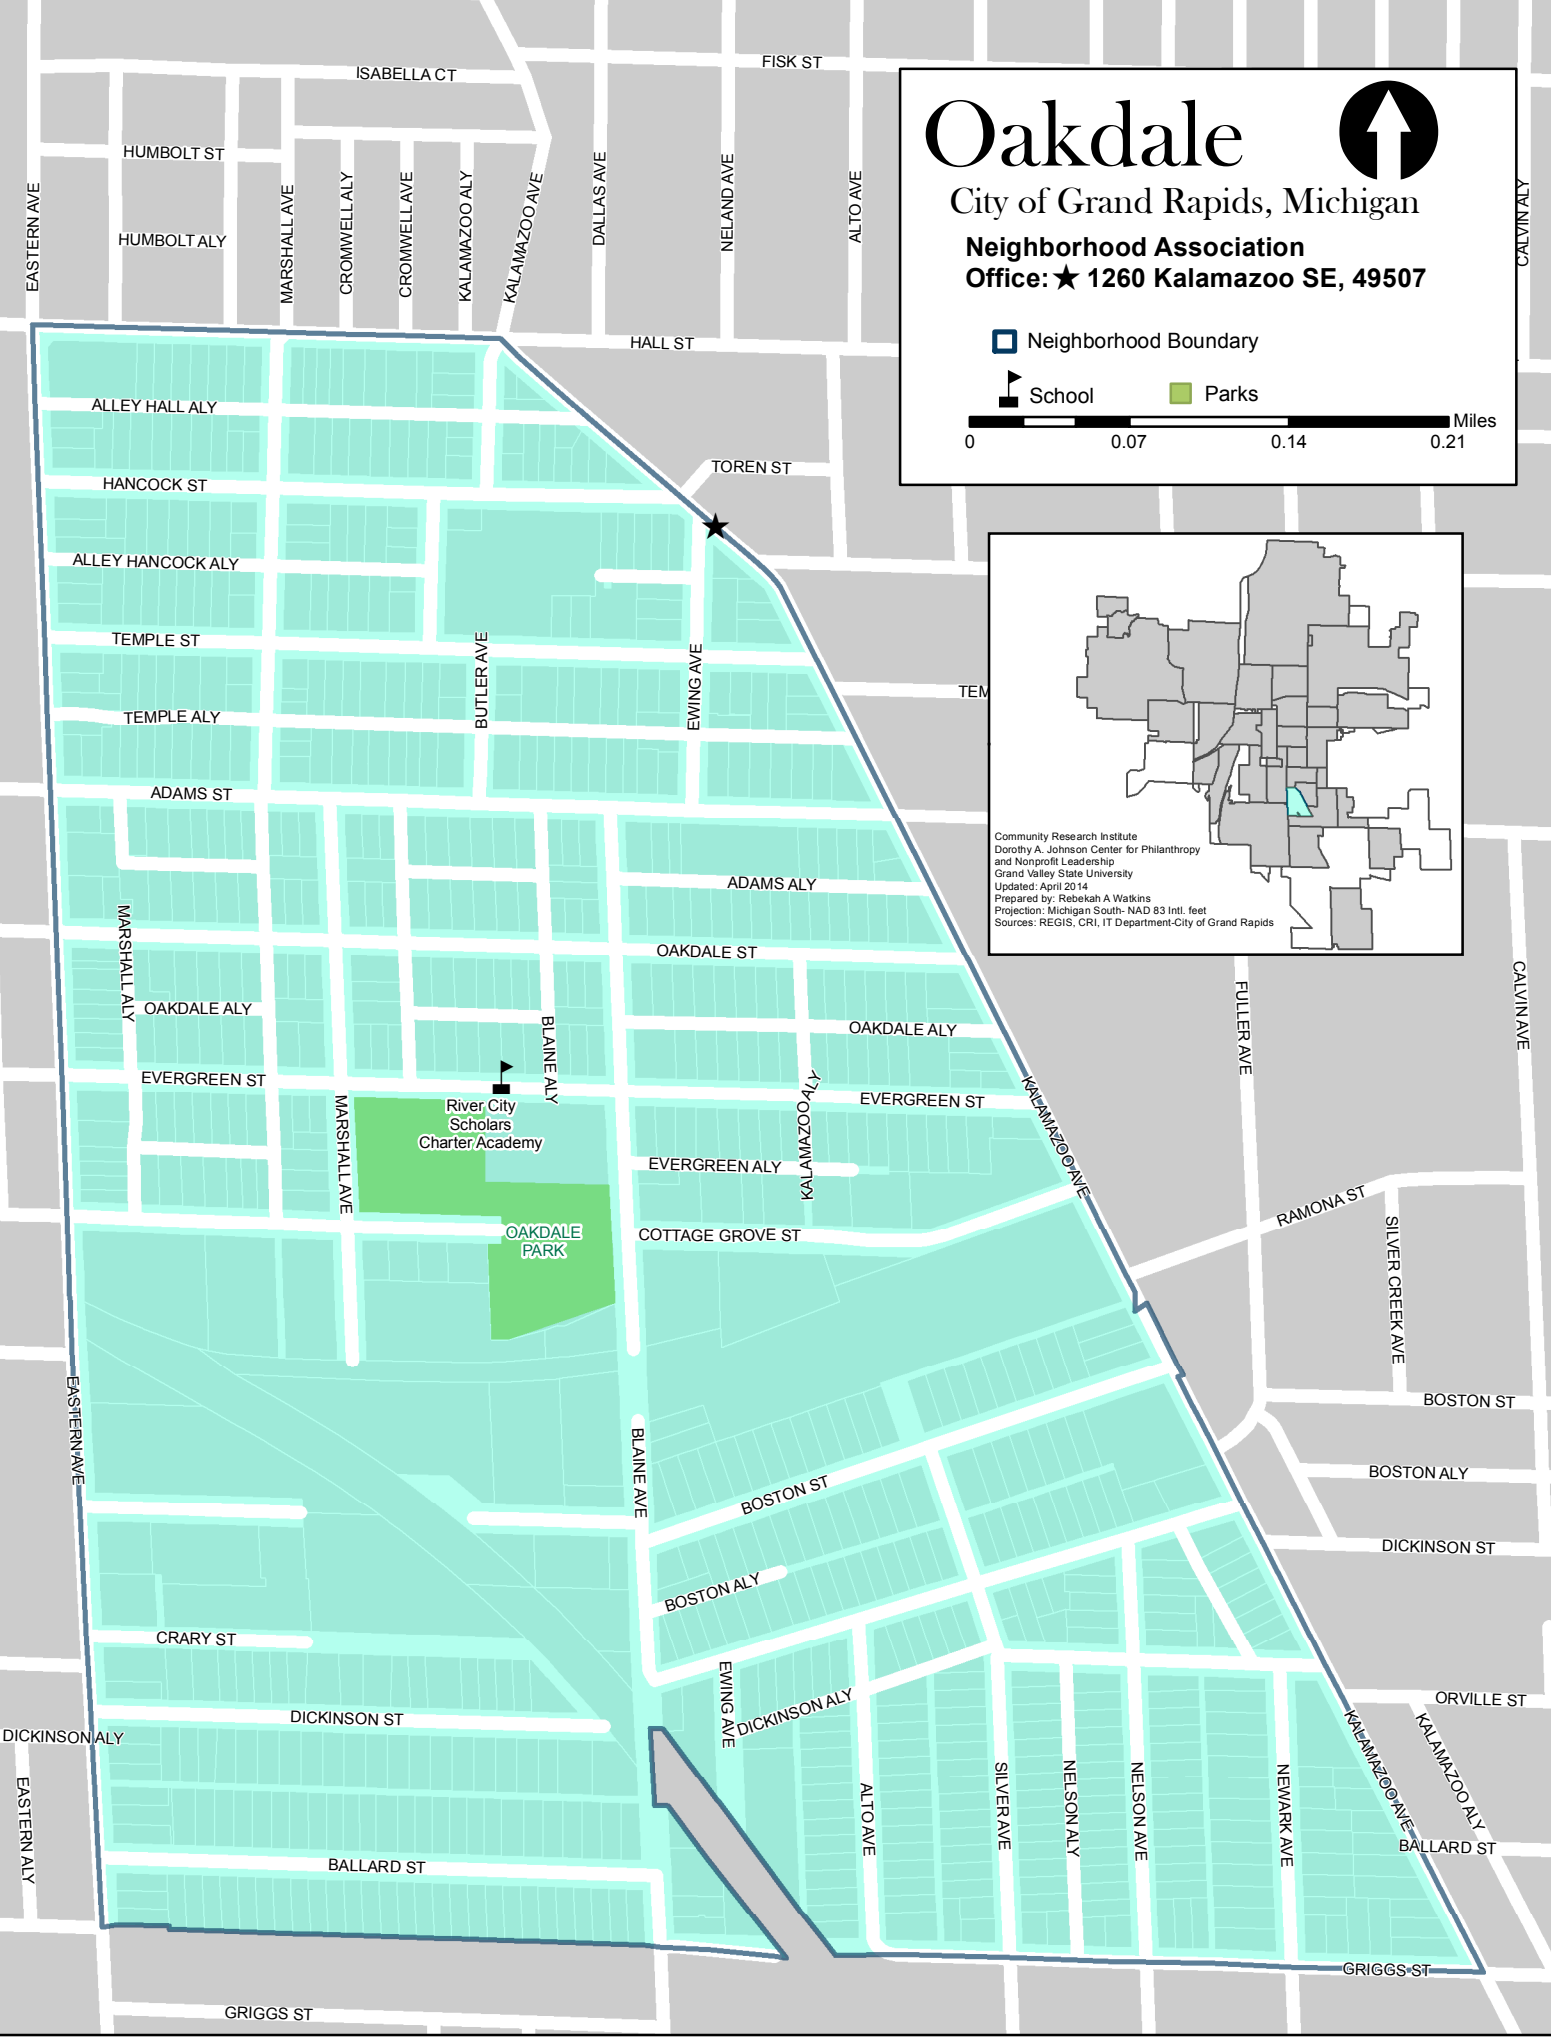 ISABELLA CT
FISK ST
HUMBOLT ST
HUMBOLT ALY
EASTERN AVE
MARSHALL AVE
CROMWELL ALY
CROMWELL AVE
KALAMAZOO ALY
KALAMAZOO AVE
DALLAS AVE
NELAND AVE
ALTO AVE
CALVIN ALY
Oakdale
City of Grand Rapids, Michigan
Neighborhood Association
Office: ★ 1260 Kalamazoo SE, 49507
Neighborhood Boundary
School
Parks
Miles
0 0.07 0.14 0.21
HALL ST
ALLEY HALL ALY
TOREN ST
HANCOCK ST
ALLEY HANCOCK ALY
TEMPLE ST
BUTLER AVE
EWING AVE
TEM
TEMPLE ALY
ADAMS ST
Community Research Institute
Dorothy A. Johnson Center for Philanthropy
and Nonprofit Leadership
Grand Valley State University
Updated: April 2014
Prepared by: Rebekah A Watkins
Projection: Michigan South- NAD 83 Intl. feet
Sources: REGIS, CRI, IT Department-City of Grand Rapids
ADAMS ALY
MARSHALL ALY
OAKDALE ST
OAKDALE ALY
BLAINE ALY
OAKDALE ALY
FULLER AVE
CALVIN AVE
EVERGREEN ST
River City
Scholars
Charter Academy
EVERGREEN ST
KALAMAZOO ALY
KALAMAZOO AVE
MARSHALL AVE
EVERGREEN ALY
OAKDALE
PARK
COTTAGE GROVE ST
RAMONA ST
SILVER CREEK AVE
EASTERN AVE
BLAINE AVE
BOSTON ST
BOSTON ST
BOSTON ALY
DICKINSON ST
BOSTON ALY
CRARY ST
EWING AVE
DICKINSON ALY
ORVILLE ST
DICKINSON ST
DICKINSON ALY
KALAMAZOO AVE
KALAMAZOO ALY
EASTERN ALY
ALTO AVE
SILVER AVE
NELSON ALY
NELSON AVE
NEWARK AVE
BALLARD ST
BALLARD ST
GRIGGS ST
GRIGGS ST